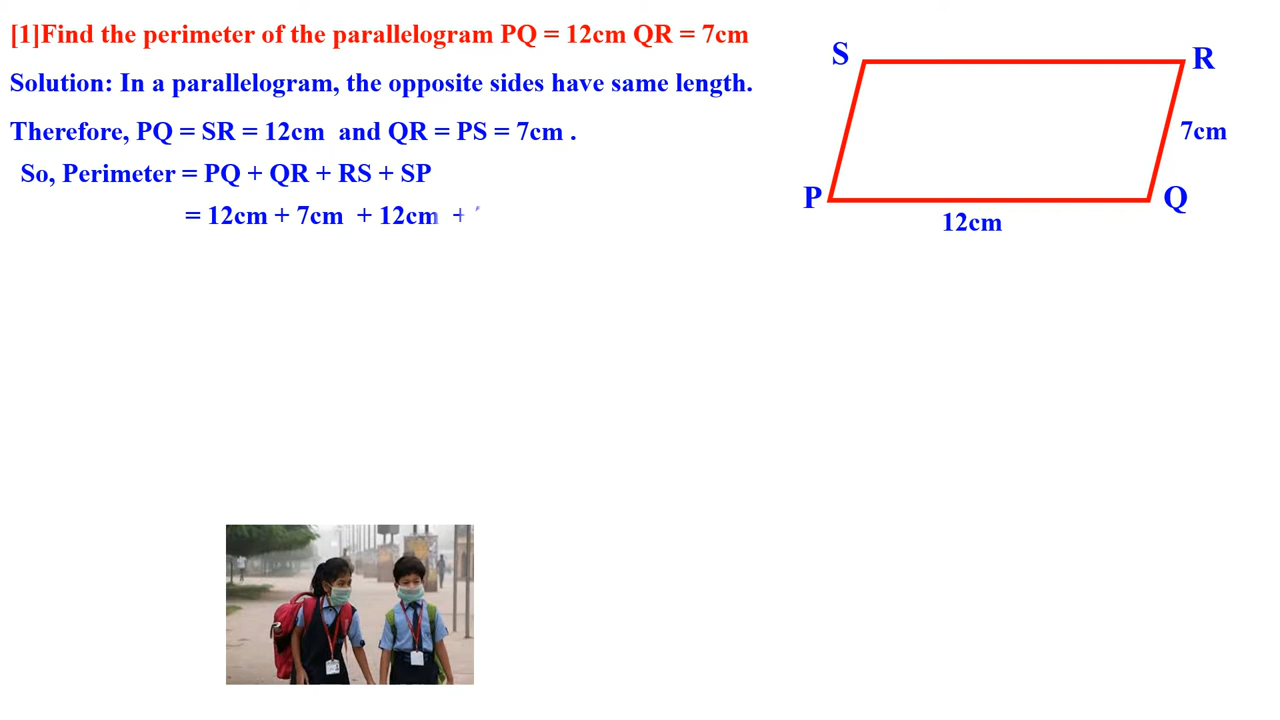 [1]Find the perimeter of the parallelogram PQ = 12cm QR = 7cm
Solution: In a parallelogram, the opposite sides have same length.
Therefore, PQ = SR = 12cm and QR = PS = 7cm .
So, Perimeter = PQ + QR + RS + SP
= 12cm + 7cm + 12cm +
S
R
7cm
P
Q
12cm